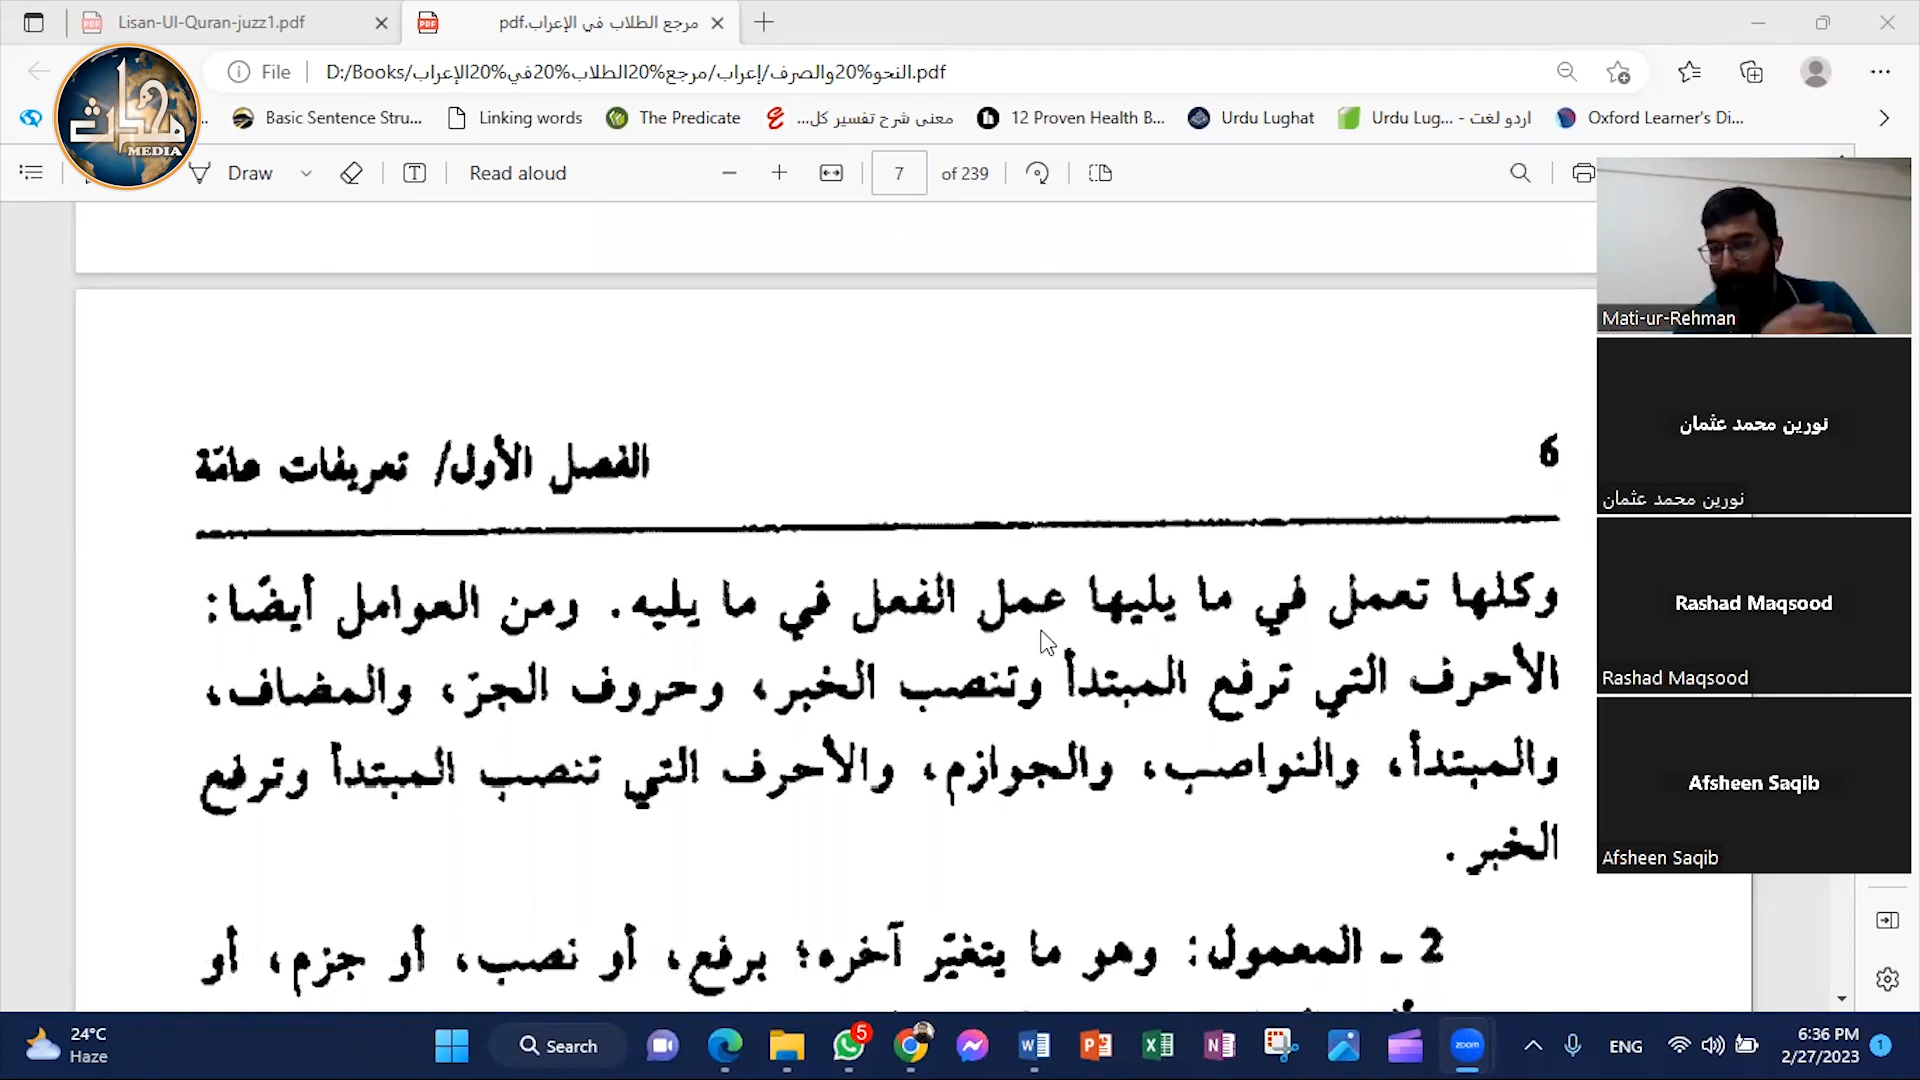 Lisan-Ul-Quran-juzz1.pdf
مرجع الطلاب في الإعراب.pdf
File
D:/Books/النحو%20والصرف/إعراب/مرجع%20الطلاب%20في%20الإعراب.pdf
Basic Sentence Stru...
Linking words
The Predicate
معنى شرح تفسير كل...
12 Proven Health B...
Urdu Lughat
Urdu Lug... - اردو لغت
Oxford Learner's Di...
MEDIA
Draw
Read aloud
7
of 239
6
الفصل الأول/ تعريفات عامّة
وكلها تعمل في ما يليها عمل الفعل في ما يليه. ومن العوامل أيضًا:
الأحرف التي ترفع المبتدأ وتنصب الخبر، وحروف الجرّ، والمضاف،
والمبتدأ، والنواصب، والجوازم، والأحرف التي تنصب المبتدأ وترفع
الخبر.
2 ـ المعمول: وهو ما يتغيّر آخره؛ برفع، أو نصب، أو جزم، أو
Mati-ur-Rehman
نورين محمد عثمان
نورين محمد عثمان
Rashad Maqsood
Rashad Maqsood
Afsheen Saqib
Afsheen Saqib
24°C
Haze
Search
5
zoom
ENG
6:36 PM
2/27/2023
1